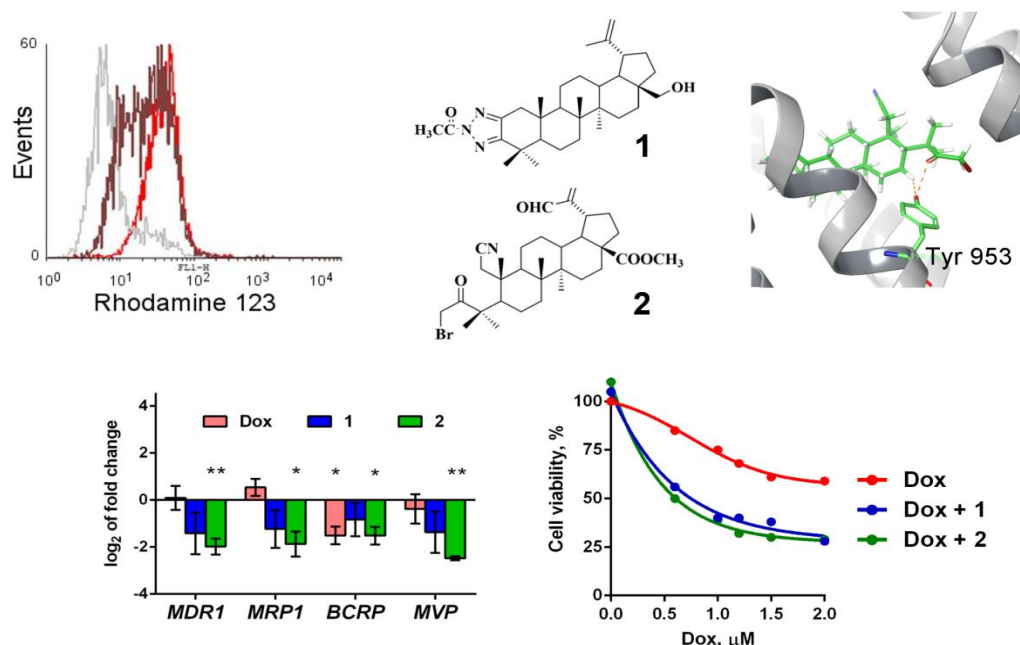 60
Events
0
10⁰ 10¹ 10² 10³ 10⁴
FL1-H
Rhodamine 123
O
H₃C C N
N
N
OH
1
OHC
CN
COOCH₃
O
Br
2
Tyr 953
4
2
0
-2
-4
log₂ of fold change
Dox 1 2
** * * * **
MDR1 MRP1 BCRP MVP
100
75
50
25
Cell viability, %
0.0 0.5 1.0 1.5 2.0
Dox, µM
Dox
Dox + 1
Dox + 2